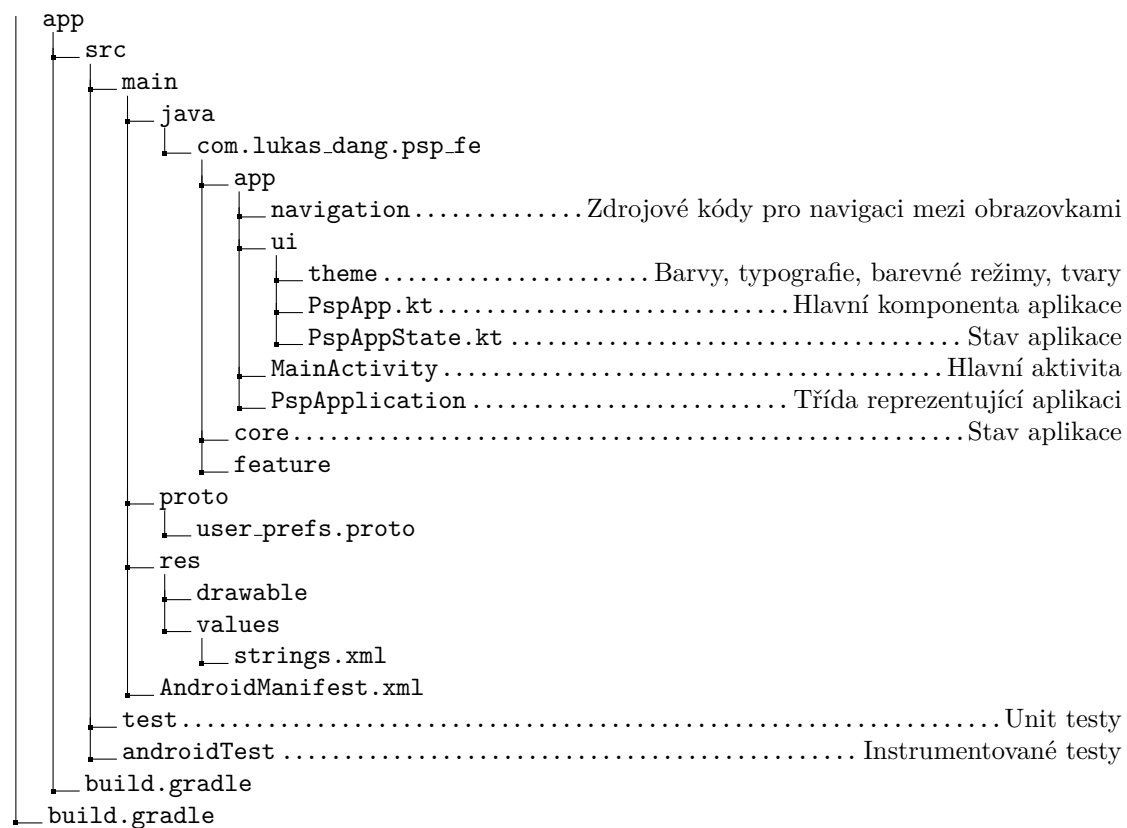 app
src
main
java
com.lukas_dang.psp_fe
app
navigation..............Zdrojové kódy pro navigaci mezi obrazovkami
ui
theme......................Barvy, typografie, barevné režimy, tvary
PspApp.kt.............................Hlavní komponenta aplikace
PspAppState.kt.....................................Stav aplikace
MainActivity.........................................Hlavní aktivita
PspApplication..........................Třída reprezentující aplikaci
core.......................................................Stav aplikace
feature
proto
user_prefs.proto
res
drawable
values
strings.xml
AndroidManifest.xml
test....................................................................Unit testy
androidTest...............................................Instrumentované testy
build.gradle
build.gradle